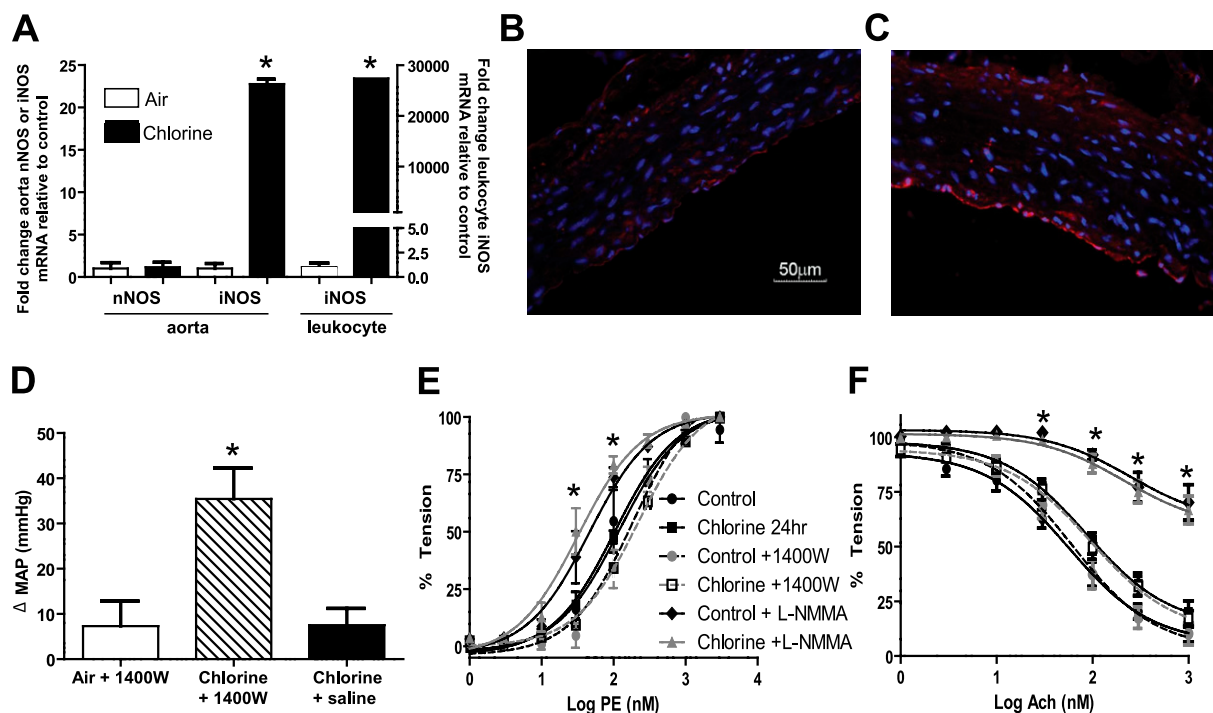 A
Fold change aorta nNOS or iNOS
mRNA relative to control
25
20
15
10
5
0
Air
Chlorine
*
*
30000
20000
10000
5.0
2.5
0.0
Fold change leukocyte iNOS
mRNA relative to control
nNOS
iNOS
iNOS
aorta
leukocyte
B
50μm
C
D
Δ MAP (mmHg)
50
40
30
20
10
0
*
Air + 1400W
Chlorine
+ 1400W
Chlorine
+ saline
E
% Tension
100
75
50
25
0
*
*
Control
Chlorine 24hr
Control +1400W
Chlorine +1400W
Control + L-NMMA
Chlorine +L-NMMA
0
1
2
3
4
Log PE (nM)
F
% Tension
100
75
50
25
0
*
*
*
*
0
1
2
3
Log Ach (nM)